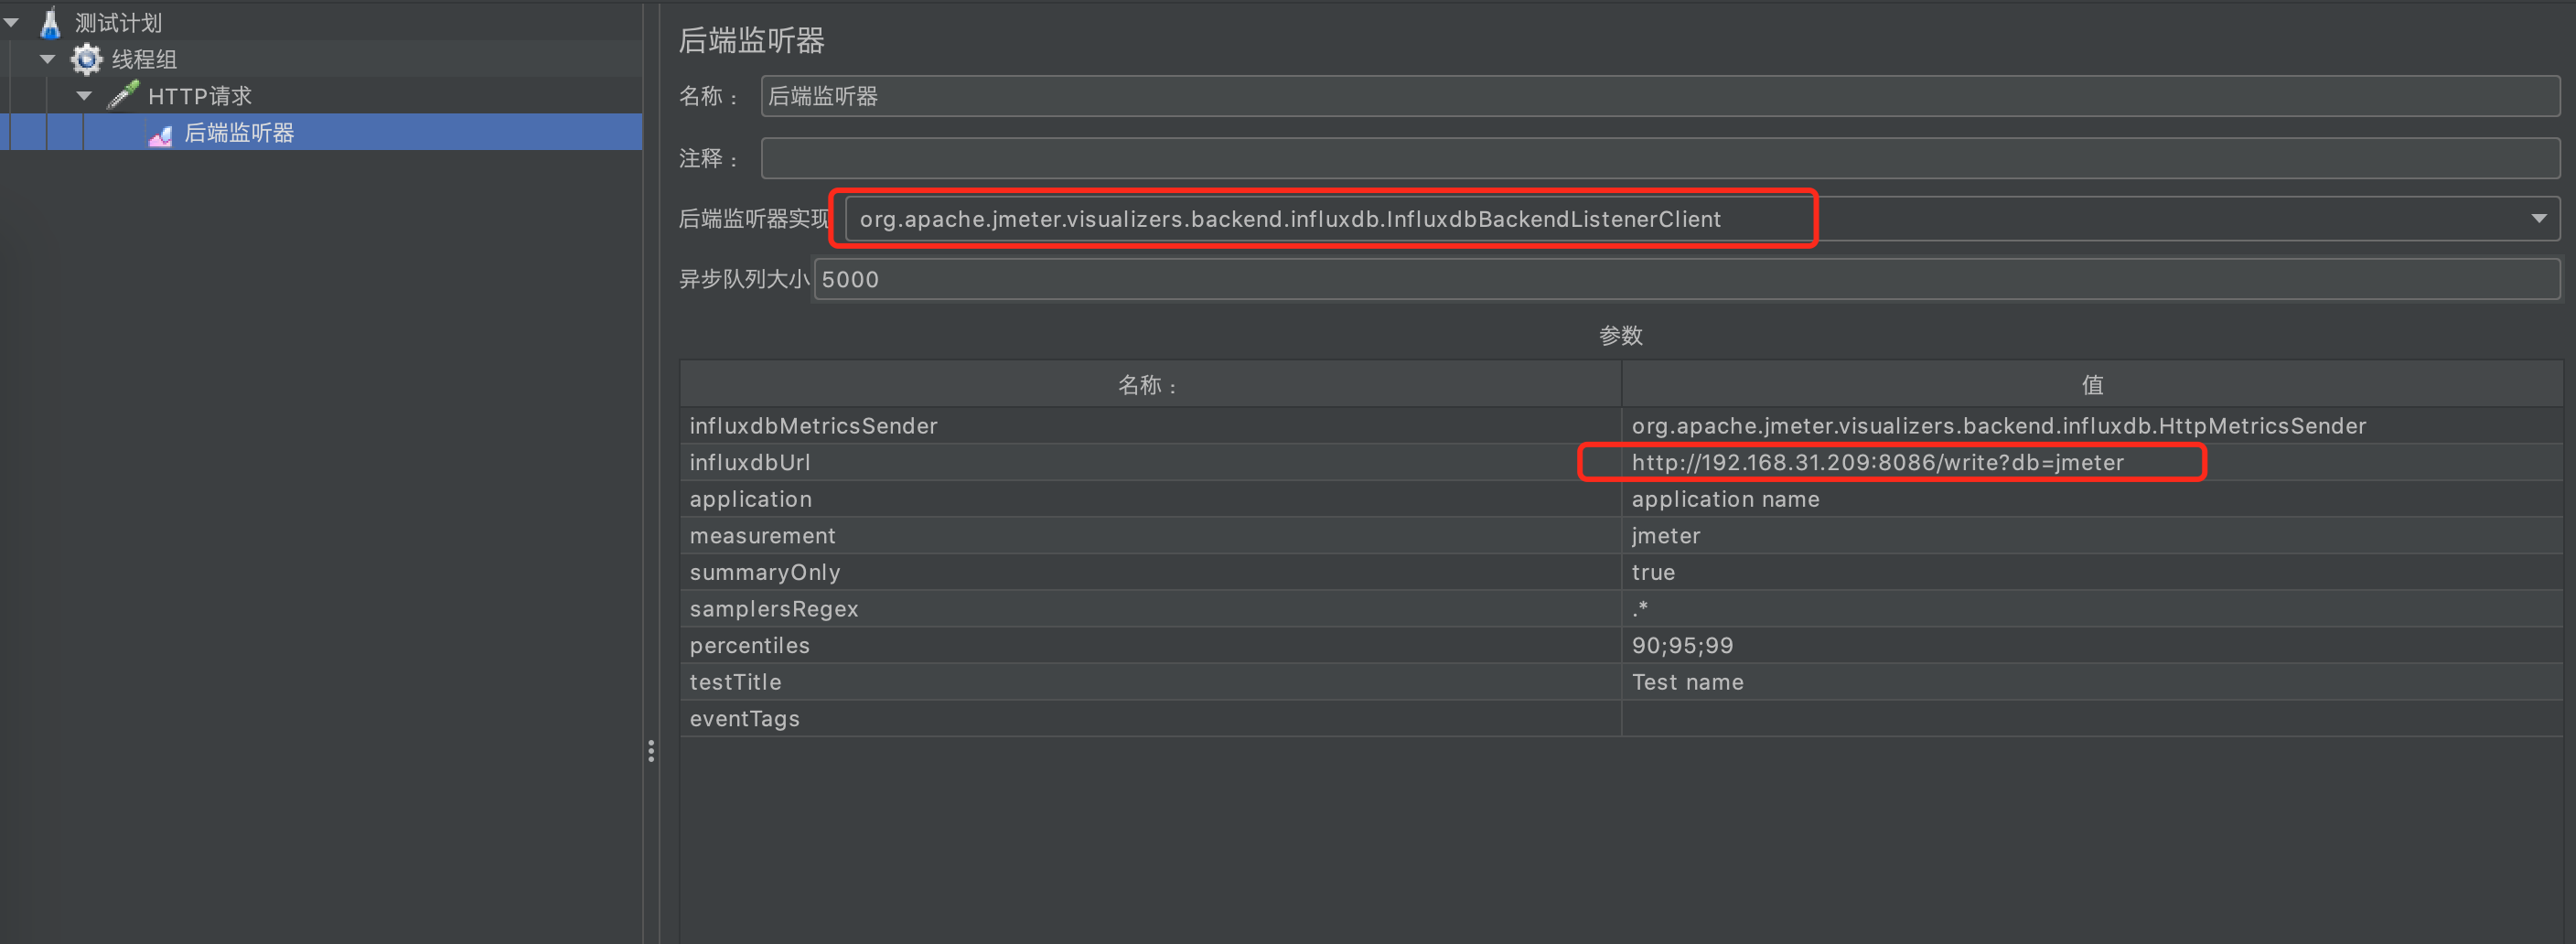 测试计划
线程组
HTTP请求
后端监听器
后端监听器
名称：后端监听器
注释：
后端监听器实现 org.apache.jmeter.visualizers.backend.influxdb.InfluxdbBackendListenerClient
异步队列大小 5000
参数
名称： 值
influxdbMetricsSender org.apache.jmeter.visualizers.backend.influxdb.HttpMetricsSender
influxdbUrl http://192.168.31.209:8086/write?db=jmeter
application application name
measurement jmeter
summaryOnly true
samplersRegex .*
percentiles 90;95;99
testTitle Test name
eventTags